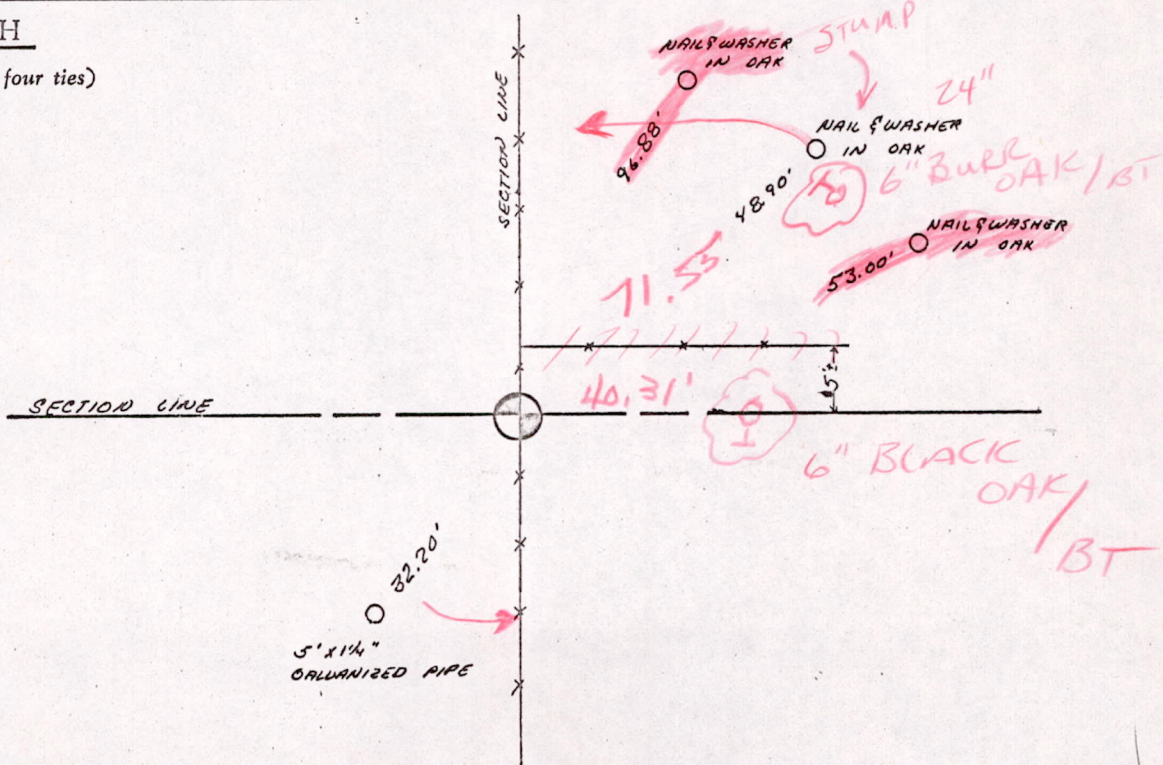 H
four ties)
SECTION LINE
NAIL & WASHER
IN OAK
96.88'
STUMP
24"
NAIL & WASHER
IN OAK
48.90'
6" BURR
OAK/BT
NAIL & WASHER
IN OAK
53.00'
71.55
SECTION LINE
40.31'
6" BLACK
OAK/
BT
32.20'
5' X 1¼"
GALVANIZED PIPE